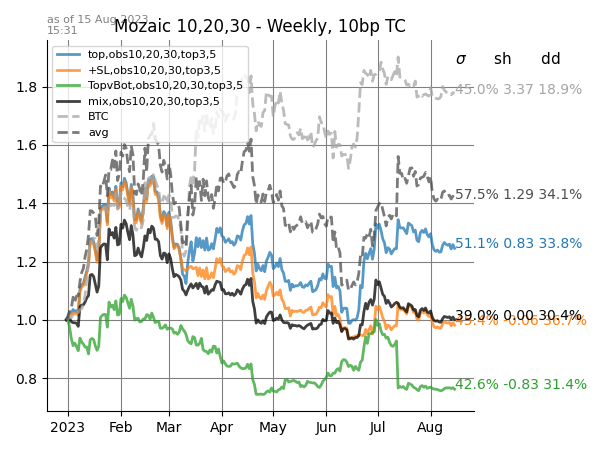 as of 15 Aug 2023
15:31
Mozaic 10,20,30 - Weekly, 10bp TC
σ sh dd
top,obs10,20,30,top3,5
+SL,obs10,20,30,top3,5
TopvBot,obs10,20,30,top3,5
mix,obs10,20,30,top3,5
BTC
avg
45.0% 3.37 18.9%
57.5% 1.29 34.1%
51.1% 0.83 33.8%
39.0% 0.00 30.4%
-0.06 36.7%
42.6% -0.83 31.4%
1.8
1.6
1.4
1.2
1.0
0.8
2023 Feb Mar Apr May Jun Jul Aug